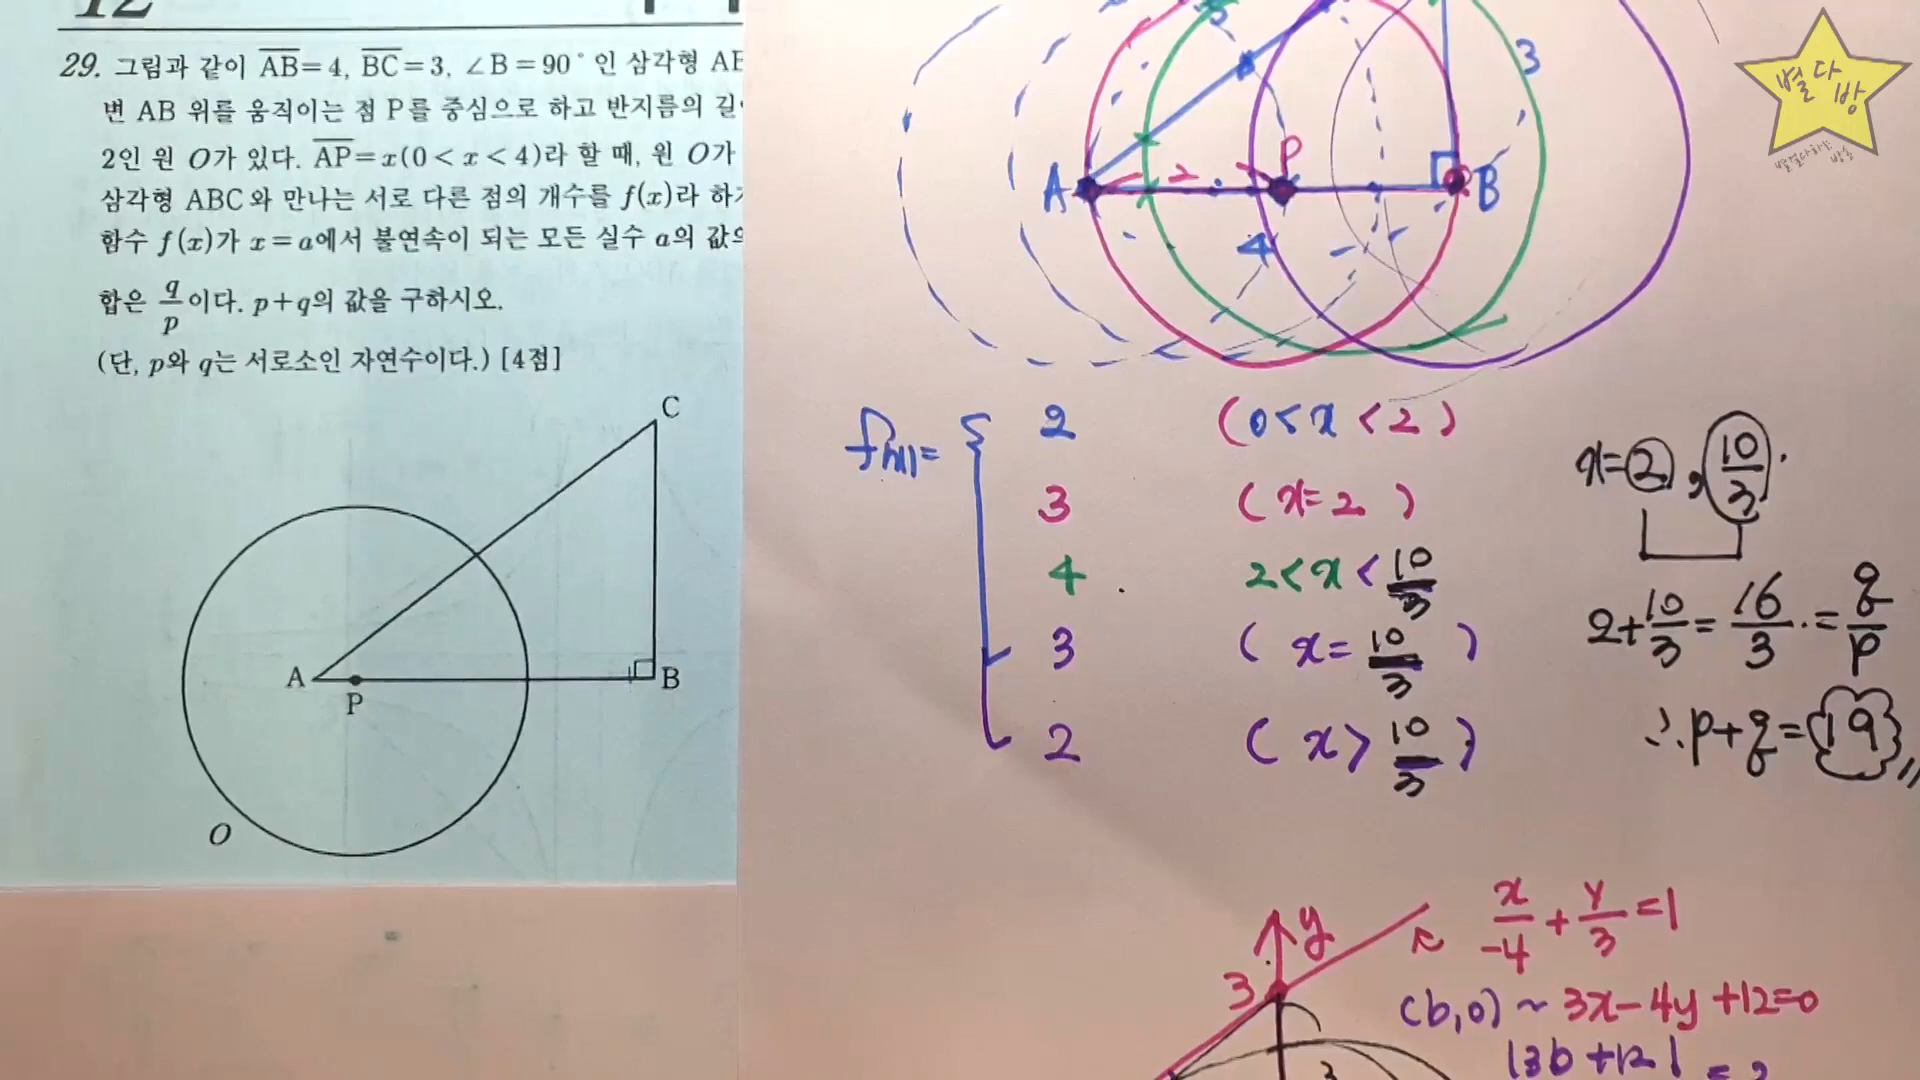 12
29. 그림과 같이 AB=4, BC=3, ∠B=90°인 삼각형 AB
변 AB 위를 움직이는 점 P를 중심으로 하고 반지름의 길
2인 원 O가 있다. AP=x(0<x<4)라 할 때, 원 O가
삼각형 ABC와 만나는 서로 다른 점의 개수를 f(x)라 하
함수 f(x)가 x=a에서 불연속이 되는 모든 실수 a의 값의
합은 q/p이다. p+q의 값을 구하시오.
(단, p와 q는 서로소인 자연수이다.) [4점]
C
A
P
B
O
3
A
2
P
B
4
f(x)=
2 (0<x<2)
3 (x=2)
4 2<x<10/3
3 (x=10/3)
2 (x>10/3)
x=2, 10/3.
2+10/3=16/3.=q/p
∴p+q=19
y
3
x/-4+y/3=1
(b,0)~3x-4y+12=0
|3b+12|
별다방